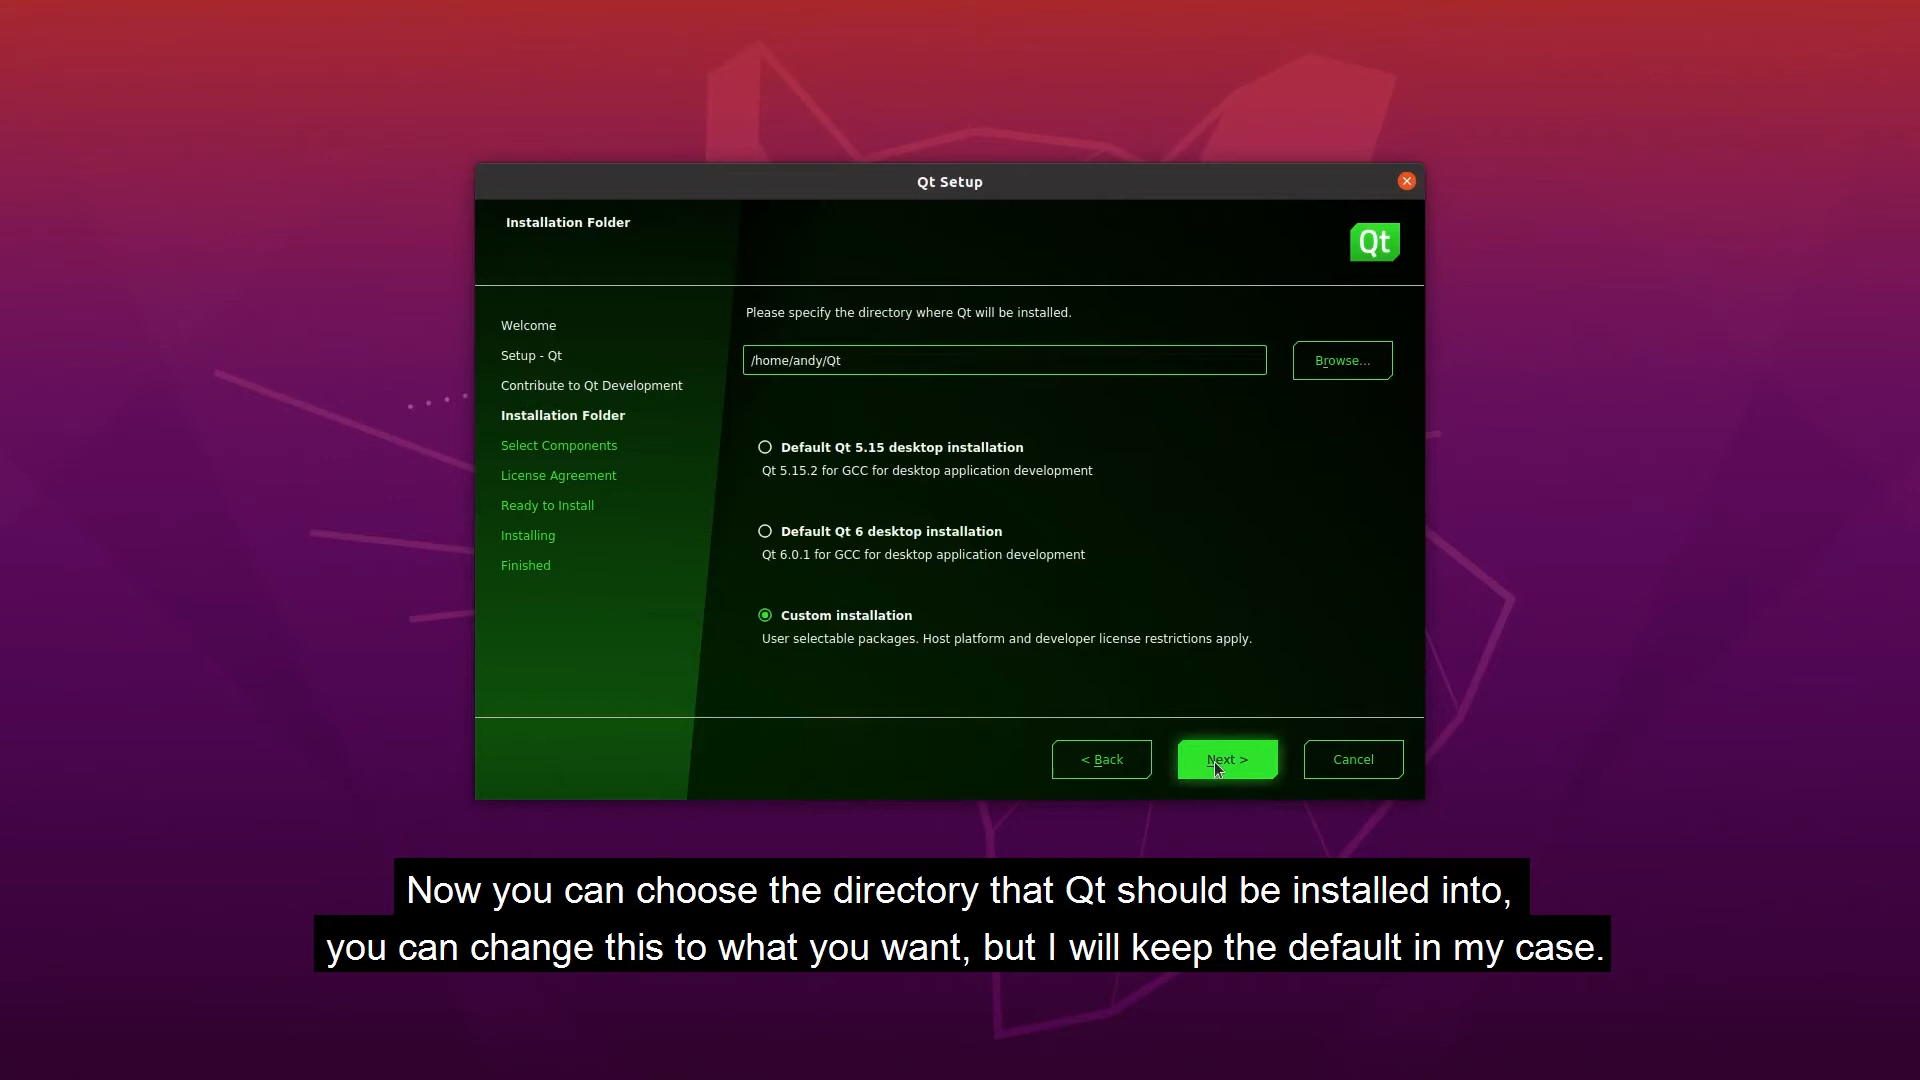 Qt Setup
Installation Folder
Qt
Please specify the directory where Qt will be installed.
Welcome
Setup - Qt
Contribute to Qt Development
Installation Folder
Select Components
License Agreement
Ready to Install
Installing
Finished
/home/andy/Qt
Browse...
Default Qt 5.15 desktop installation
Qt 5.15.2 for GCC for desktop application development
Default Qt 6 desktop installation
Qt 6.0.1 for GCC for desktop application development
Custom installation
User selectable packages. Host platform and developer license restrictions apply.
< Back
Next >
Cancel
Now you can choose the directory that Qt should be installed into,
you can change this to what you want, but I will keep the default in my case.